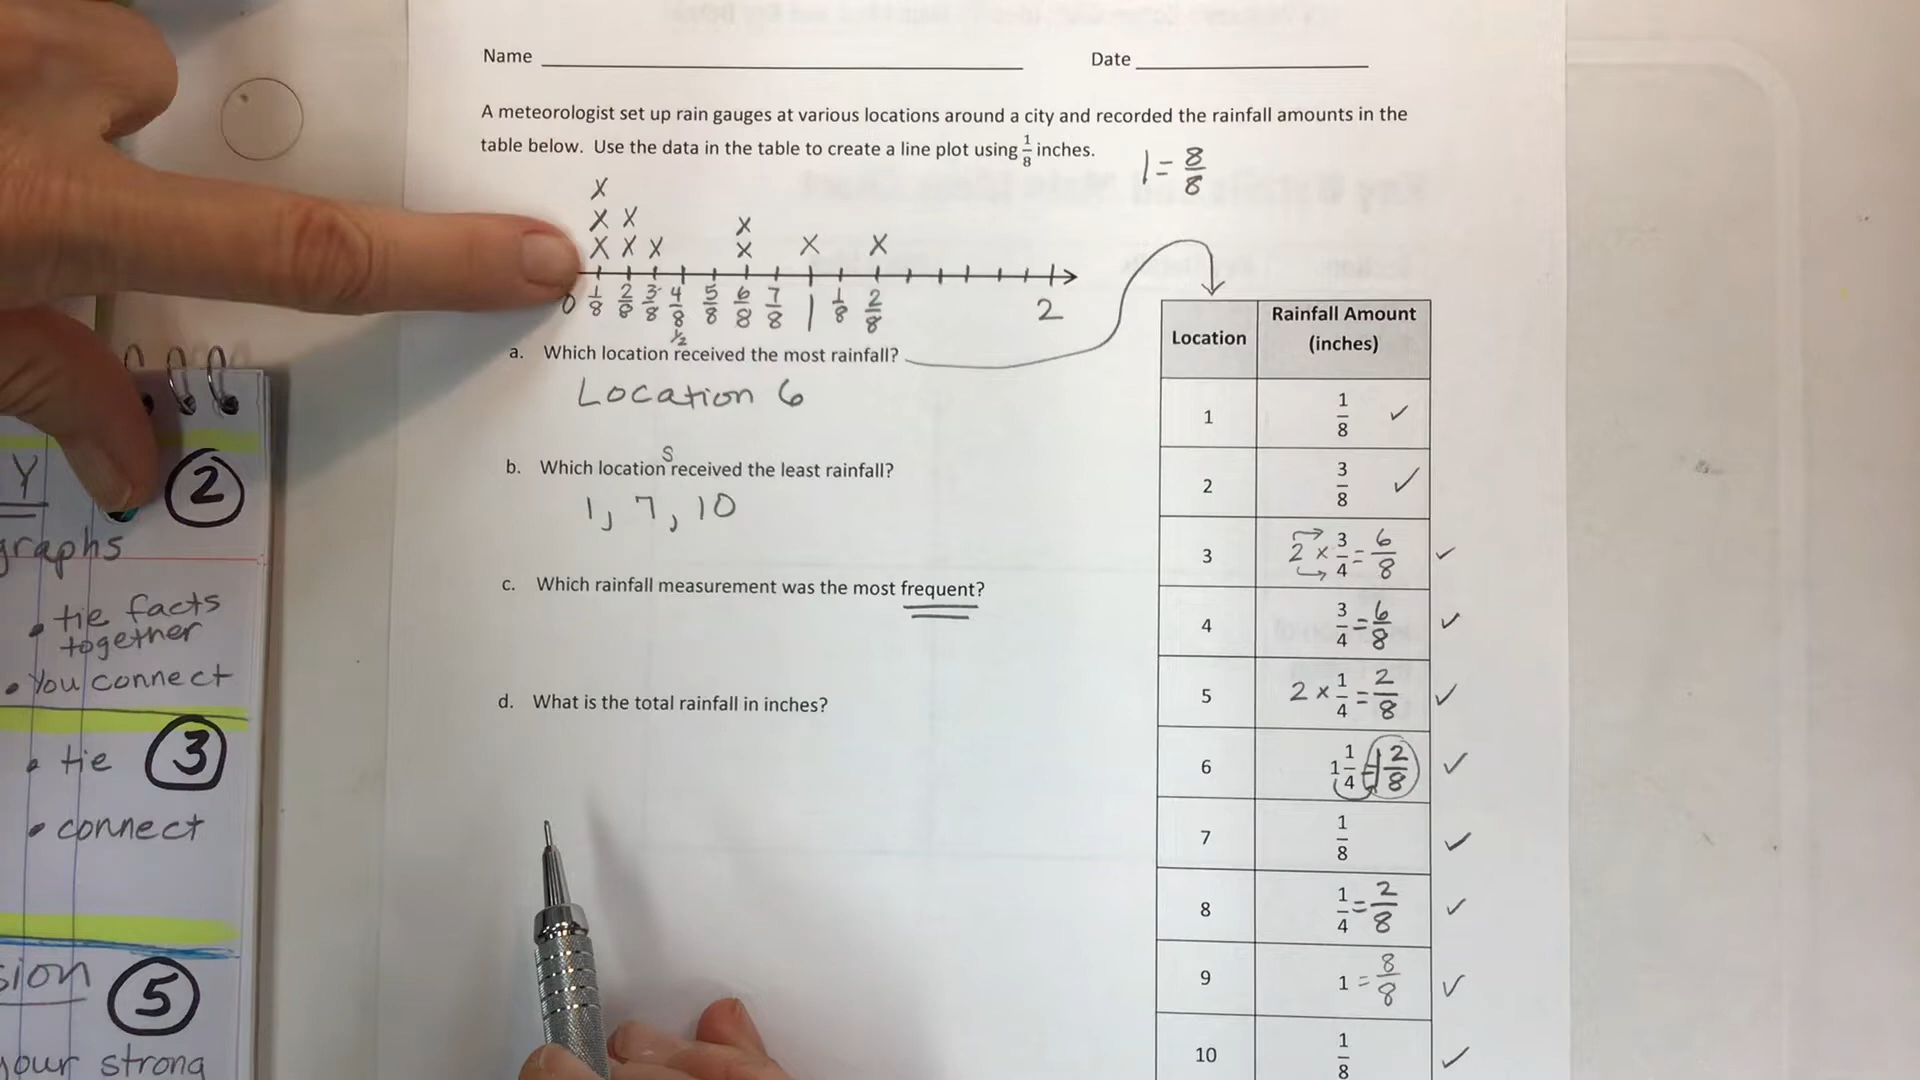 Name Date
A meteorologist set up rain gauges at various locations around a city and recorded the rainfall amounts in the
table below. Use the data in the table to create a line plot using 1/8 inches.
1 = 8/8
X
X X X
X X X X X X
0 1/8 2/8 3/8 4/8 5/8 6/8 7/8 1 1/8 2/8 2
1/2
a. Which location received the most rainfall?
Location 6
b. Which locations received the least rainfall?
1, 7, 10
c. Which rainfall measurement was the most frequent?
d. What is the total rainfall in inches?
Location Rainfall Amount (inches)
1 1/8 ✓
2 3/8 ✓
3 2 × 3/4 = 6/8 ✓
4 3/4 = 6/8 ✓
5 2 × 1/4 = 2/8 ✓
6 1 1/4 = 1 2/8 ✓
7 1/8 ✓
8 1/4 = 2/8 ✓
9 1 = 8/8 ✓
10 1/8 ✓
Y 2
graphs
• tie facts
together
• You connect
• tie 3
• connect
sion 5
your strong